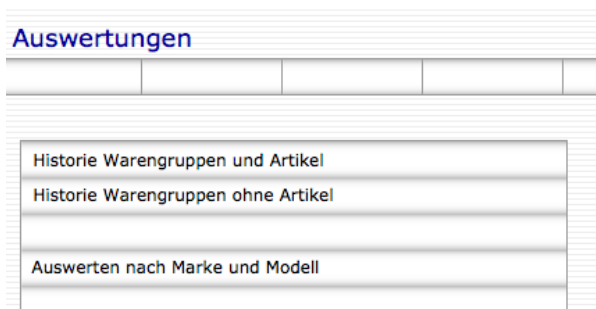 Auswertungen
Historie Warengruppen und Artikel
Historie Warengruppen ohne Artikel
Auswerten nach Marke und Modell